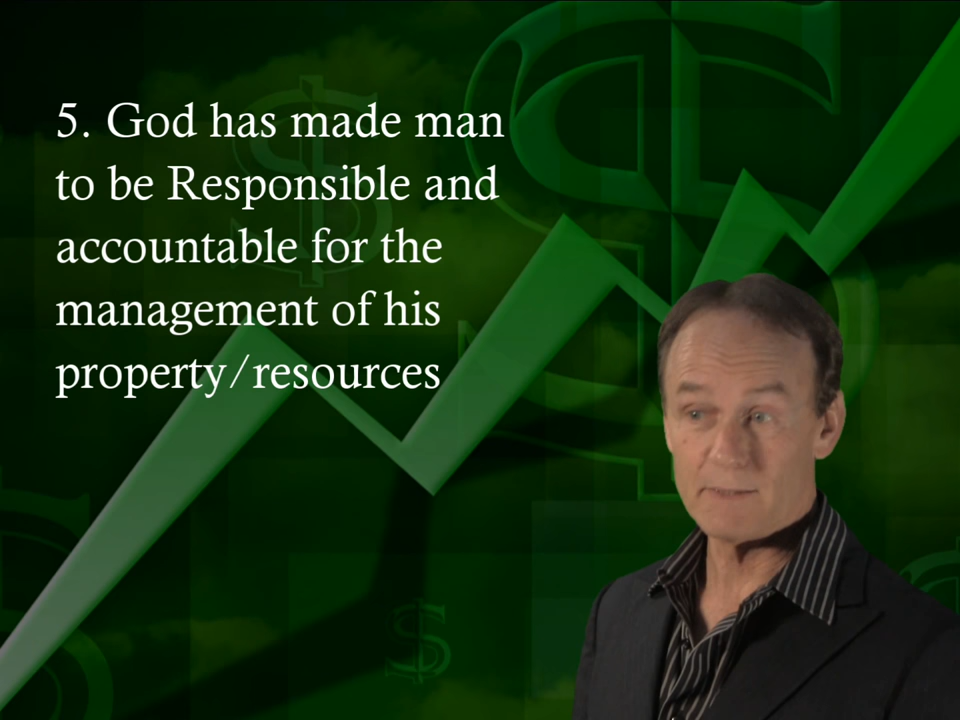 5. God has made man
to be Responsible and
accountable for the
management of his
property/resources